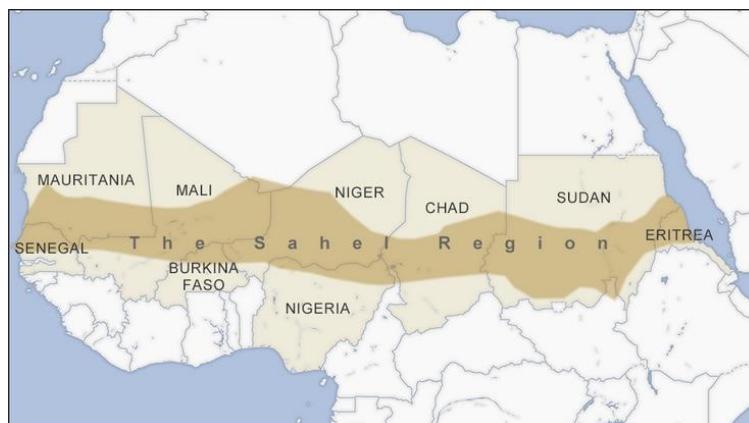 MAURITANIA
MALI
NIGER
CHAD
SUDAN
SENEGAL
The Sahel Region
ERITREA
BURKINA
FASO
NIGERIA